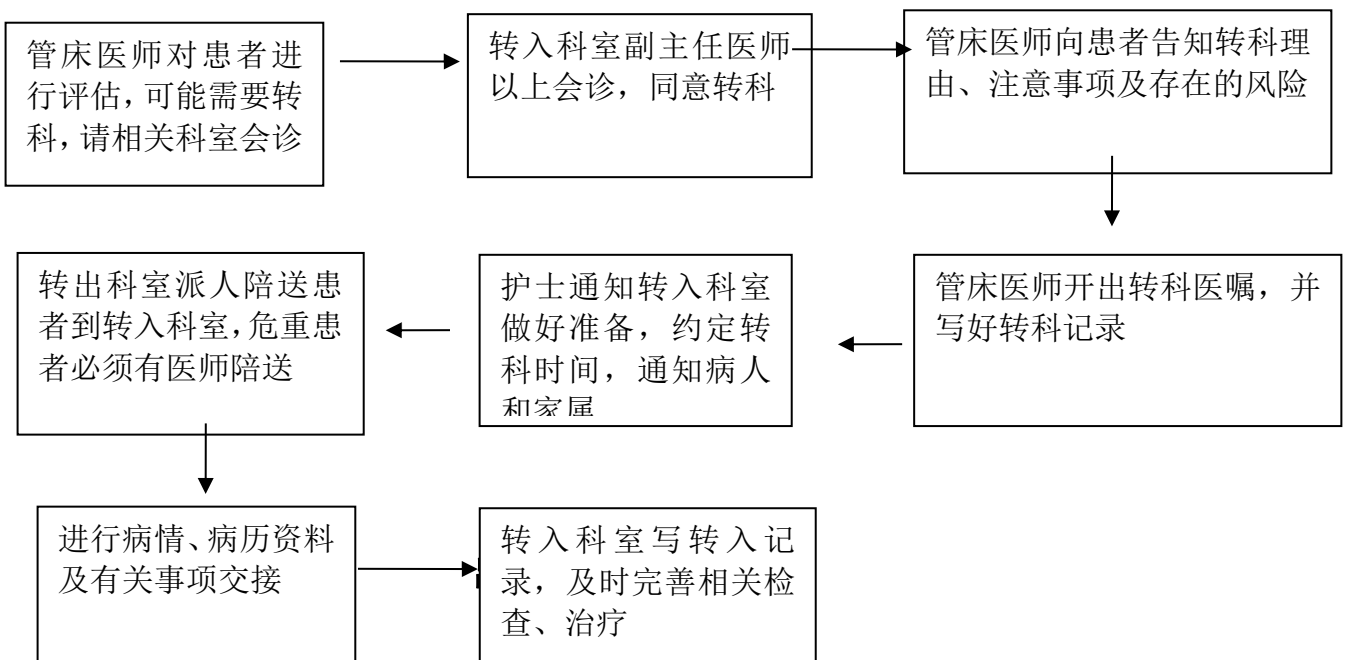 管床医师对患者进
行评估，可能需要转
科，请相关科室会诊
转入科室副主任医师
以上会诊，同意转科
管床医师向患者告知转科理
由、注意事项及存在的风险
管床医师开出转科医嘱，并
写好转科记录
护士通知转入科室
做好准备，约定转
科时间，通知病人
和家属
转出科室派人陪送患
者到转入科室，危重患
者必须有医师陪送
进行病情、病历资料
及有关事项交接
转入科室写转入记
录，及时完善相关检
查、治疗